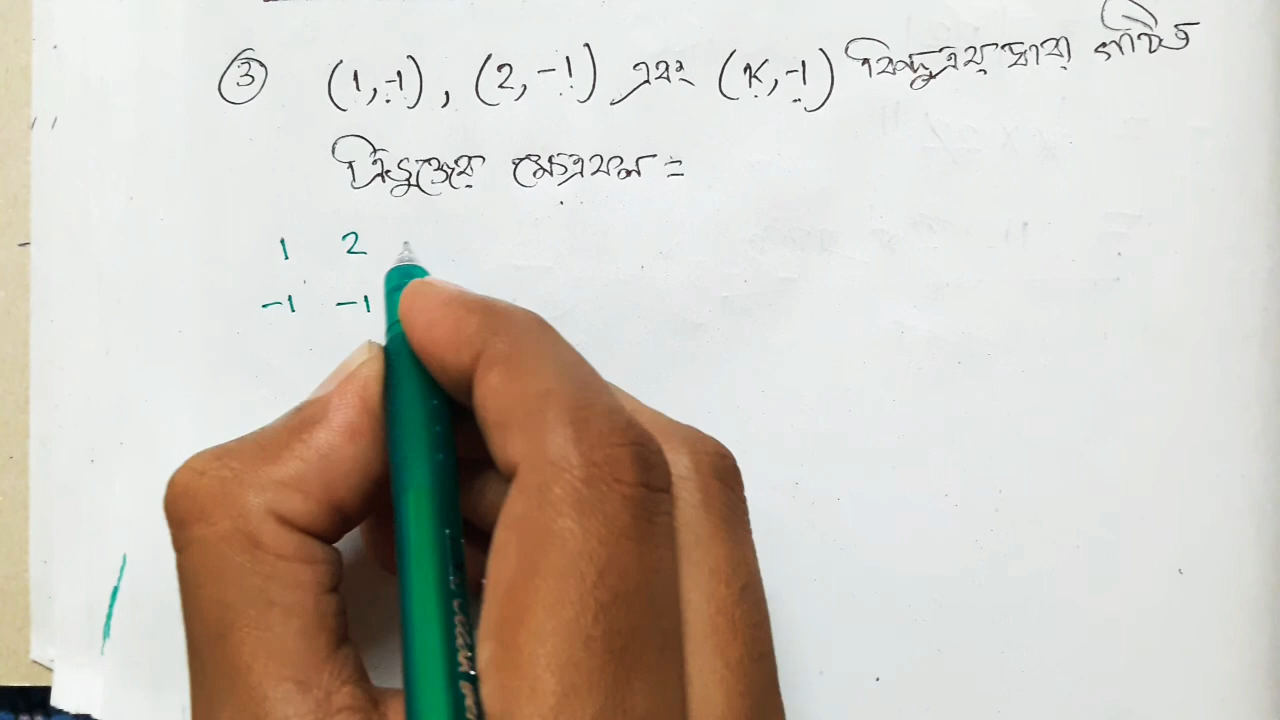 ③ (1,-1), (2,-1) এবং (K,-1) বিন্দুত্রয় দ্বারা গঠিত
ত্রিভুজের ক্ষেত্রফল =
1 2
-1 -1